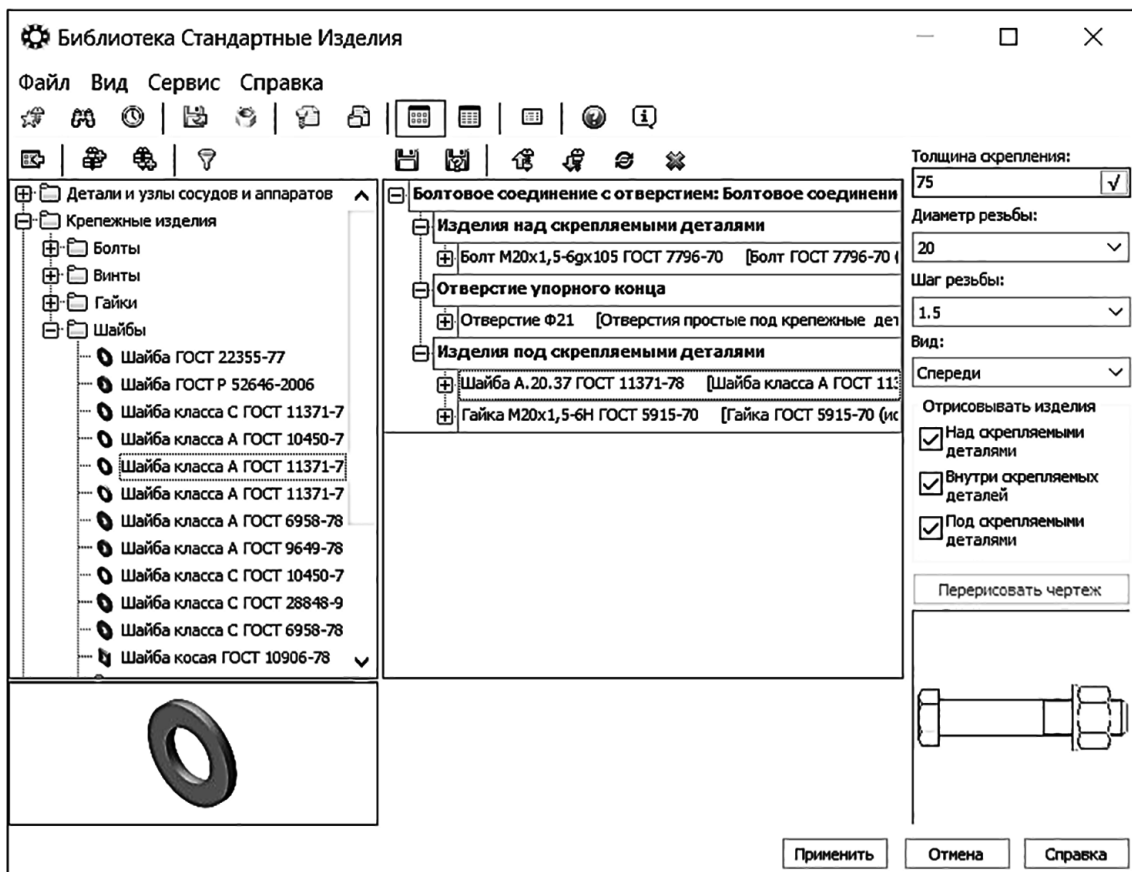 Библиотека Стандартные Изделия
Файл Вид Сервис Справка
Детали и узлы сосудов и аппаратов
Крепежные изделия
Болты
Винты
Гайки
Шайбы
Шайба ГОСТ 22355-77
Шайба ГОСТ Р 52646-2006
Шайба класса C ГОСТ 11371-7
Шайба класса А ГОСТ 10450-7
Шайба класса А ГОСТ 11371-7
Шайба класса А ГОСТ 11371-7
Шайба класса А ГОСТ 6958-78
Шайба класса А ГОСТ 9649-78
Шайба класса С ГОСТ 10450-7
Шайба класса С ГОСТ 28848-9
Шайба класса С ГОСТ 6958-78
Шайба косая ГОСТ 10906-78
Болтовое соединение с отверстием: Болтовое соединени
Изделия над скрепляемыми деталями
Болт М20х1,5-6gх105 ГОСТ 7796-70 [Болт ГОСТ 7796-70 (
Отверстие упорного конца
Отверстие Ф21 [Отверстия простые под крепежные дет
Изделия под скрепляемыми деталями
Шайба А.20.37 ГОСТ 11371-78 [Шайба класса А ГОСТ 113
Гайка М20х1,5-6Н ГОСТ 5915-70 [Гайка ГОСТ 5915-70 (ис
Толщина скрепления:
75
Диаметр резьбы:
20
Шаг резьбы:
1.5
Вид:
Спереди
Отрисовывать изделия
Над скрепляемыми
деталями
Внутри скрепляемых
деталей
Под скрепляемыми
деталями
Перерисовать чертеж
Применить
Отмена
Справка